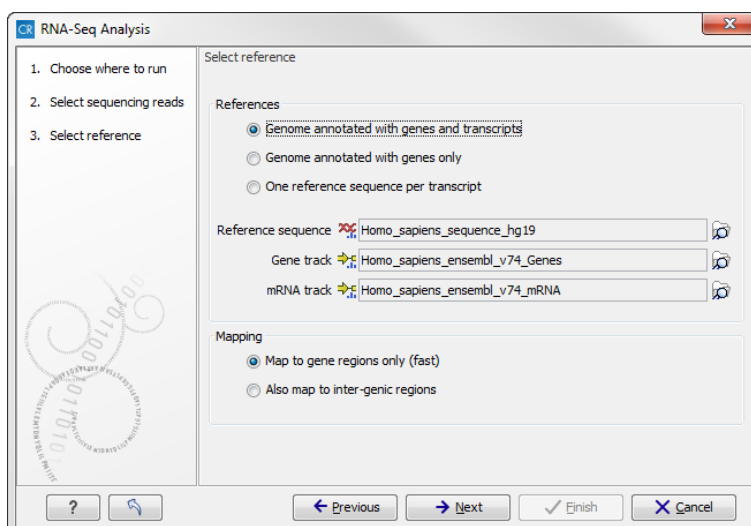 CR RNA-Seq Analysis
X
1. Choose where to run
2. Select sequencing reads
3. Select reference
Select reference
References
Genome annotated with genes and transcripts
Genome annotated with genes only
One reference sequence per transcript
Reference sequence Homo_sapiens_sequence_hg19
Gene track Homo_sapiens_ensembl_v74_Genes
mRNA track Homo_sapiens_ensembl_v74_mRNA
Mapping
Map to gene regions only (fast)
Also map to inter-genic regions
? Previous Next Finish Cancel